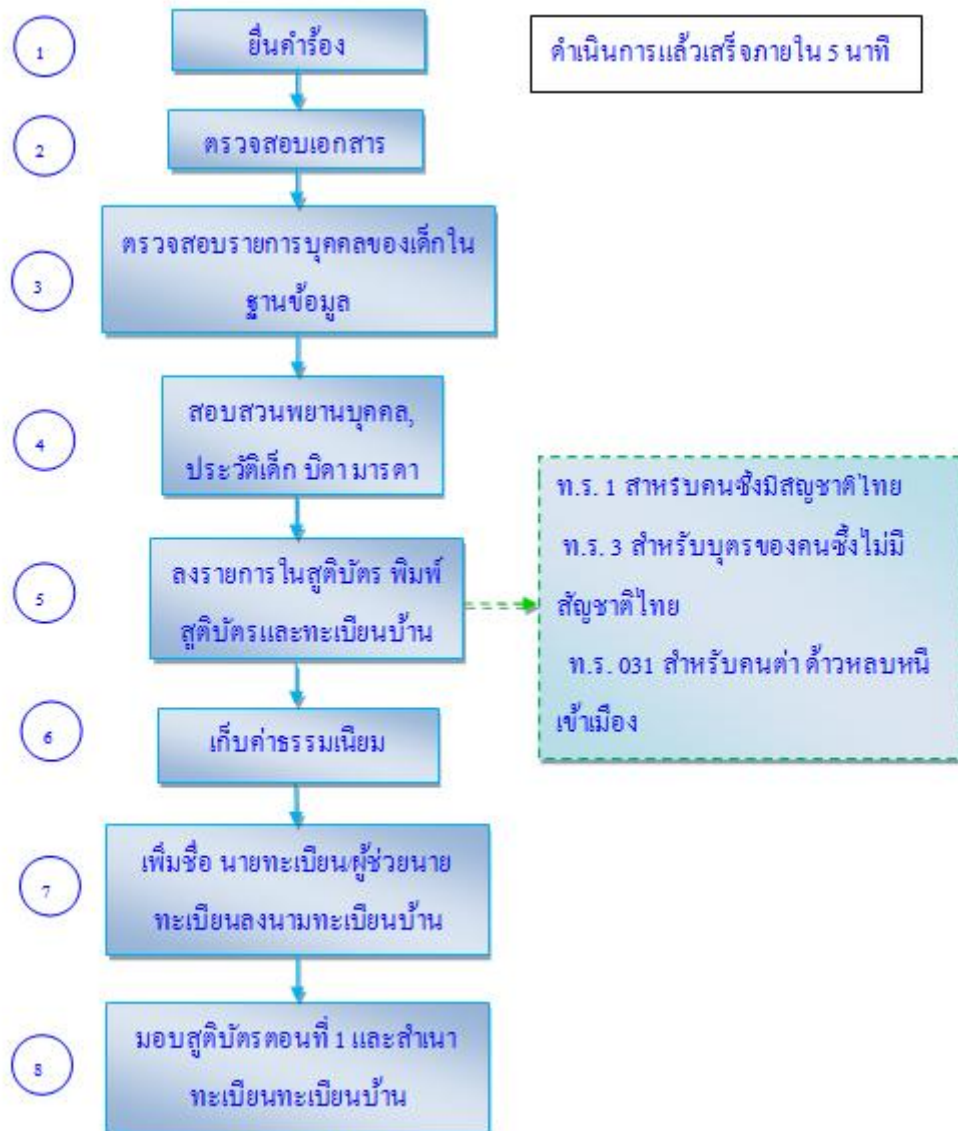 1
ยื่นคำร้อง
ดำเนินการแล้วเสร็จภายใน 5 นาที
2
ตรวจสอบเอกสาร
3
ตรวจสอบรายการบุคคลของเด็กใน
ฐานข้อมูล
4
สอบสวนพยานบุคคล,
ประวัติเด็ก บิดา มารดา
5
ลงรายการในสูติบัตร พิมพ์
สูติบัตรและทะเบียนบ้าน
ท.ร. 1 สำหรับคนซึ่งมีสัญชาติไทย
ท.ร. 3 สำหรับบุตรของคนซึ่งไม่มี
สัญชาติไทย
ท.ร. 031 สำหรับคนต่า ด้าวหลบหนี
เข้าเมือง
6
เก็บค่าธรรมเนียม
7
เพิ่มชื่อ นายทะเบียน/ผู้ช่วยนาย
ทะเบียนลงนามทะเบียนบ้าน
8
มอบสูติบัตรตอนที่ 1 และสำเนา
ทะเบียนทะเบียนบ้าน